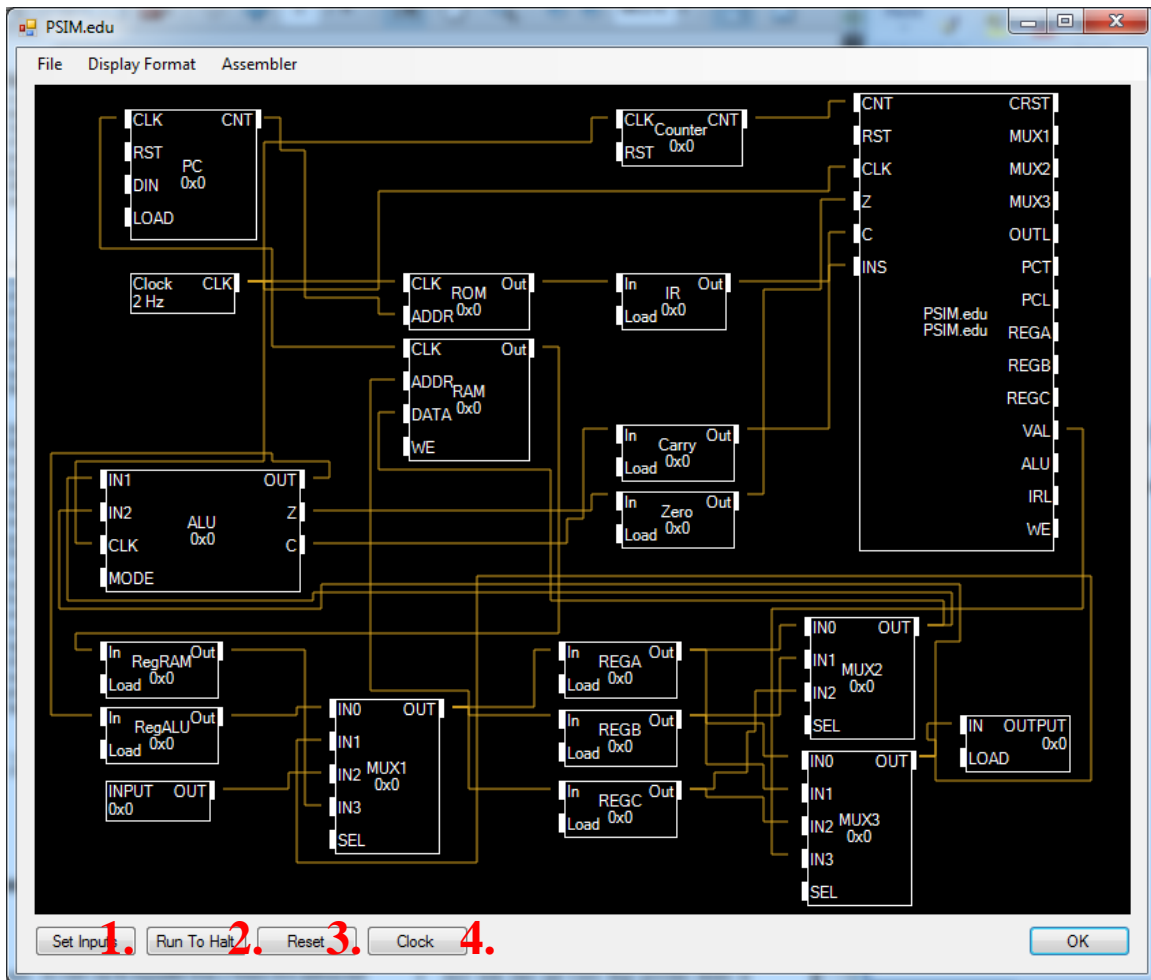 PSIM.edu
File Display Format Assembler
CLK CNT
RST
PC
0x0
DIN
LOAD
CLK CNT
Counter
0x0
RST
CNT CRST
RST MUX1
CLK MUX2
Z MUX3
C OUTL
INS PCT
PCL
PSIM.edu
PSIM.edu
REGA
REGB
REGC
VAL
ALU
IRL
WE
Clock CLK
2 Hz
CLK Out
ROM
0x0
ADDR
In Out
IR
0x0
Load
CLK Out
ADDR
RAM
0x0
DATA
WE
In Out
Carry
0x0
Load
In Out
Zero
0x0
Load
IN1 OUT
IN2 Z
ALU
0x0
CLK C
MODE
In Out
RegRAM
0x0
Load
In Out
RegALU
0x0
Load
INPUT OUT
0x0
IN0 OUT
IN1
IN2 MUX1
0x0
IN3
SEL
In Out
REGA
0x0
Load
In Out
REGB
0x0
Load
In Out
REGC
0x0
Load
IN0 OUT
IN1
MUX2
0x0
IN2
SEL
IN0 OUT
IN1
IN2 MUX3
0x0
IN3
SEL
IN OUTPUT
0x0
LOAD
Set Inputs 1. Run To Halt 2. Reset 3. Clock 4. OK